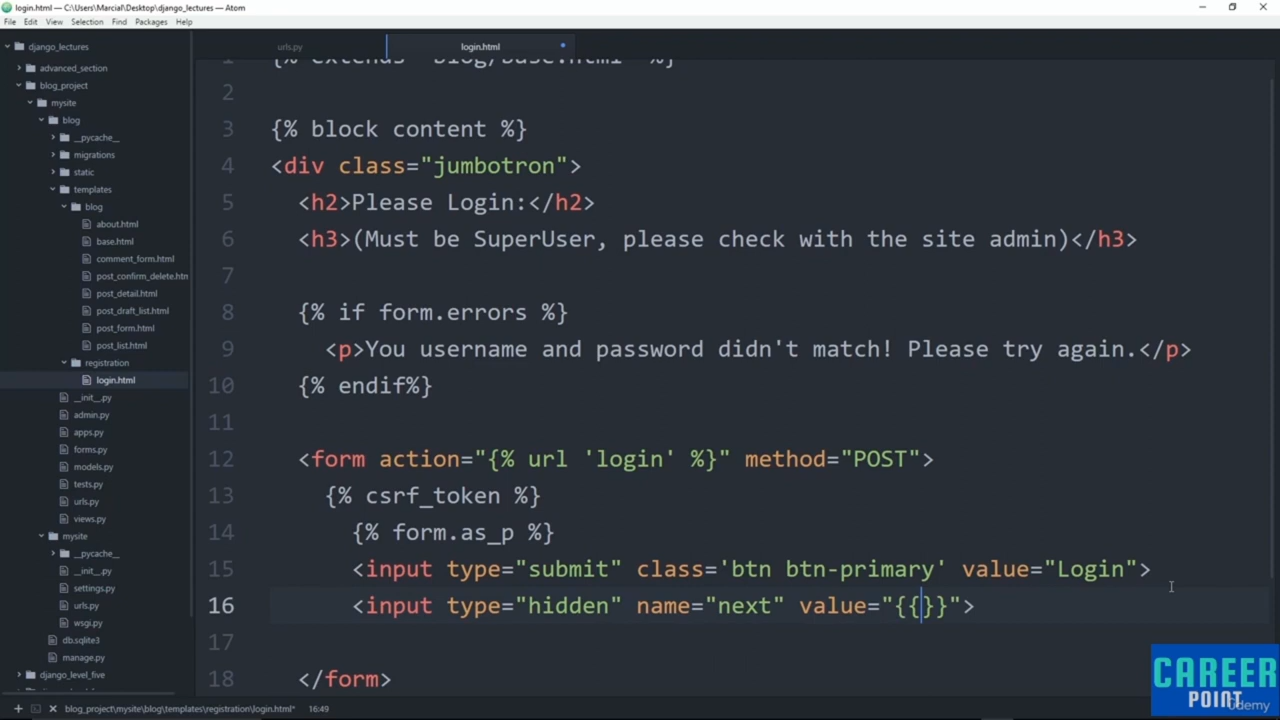 login.html — C:\Users\Marcial\Desktop\django_lectures — Atom
File Edit View Selection Find Packages Help
django_lectures
advanced_section
blog_project
mysite
blog
__pycache__
migrations
static
templates
blog
about.html
base.html
comment_form.html
post_confirm_delete.htn
post_detail.html
post_draft_list.html
post_form.html
post_list.html
registration
login.html
__init__.py
admin.py
apps.py
forms.py
models.py
tests.py
urls.py
views.py
mysite
__pycache__
__init__.py
settings.py
urls.py
wsgi.py
db.sqlite3
manage.py
django_level_five
urls.py login.html
1 {% extends "blog/base.html" %}
2
3 {% block content %}
4 <div class="jumbotron">
5 <h2>Please Login:</h2>
6 <h3>(Must be SuperUser, please check with the site admin)</h3>
7
8 {% if form.errors %}
9 <p>You username and password didn't match! Please try again.</p>
10 {% endif%}
11
12 <form action="{% url 'login' %}" method="POST">
13 {% csrf_token %}
14 {% form.as_p %}
15 <input type="submit" class='btn btn-primary' value="Login">
16 <input type="hidden" name="next" value="{{}}">
17
18 </form>
CAREER
POINT
Udemy
blog_project\mysite\blog\templates\registration\login.html* 16:49